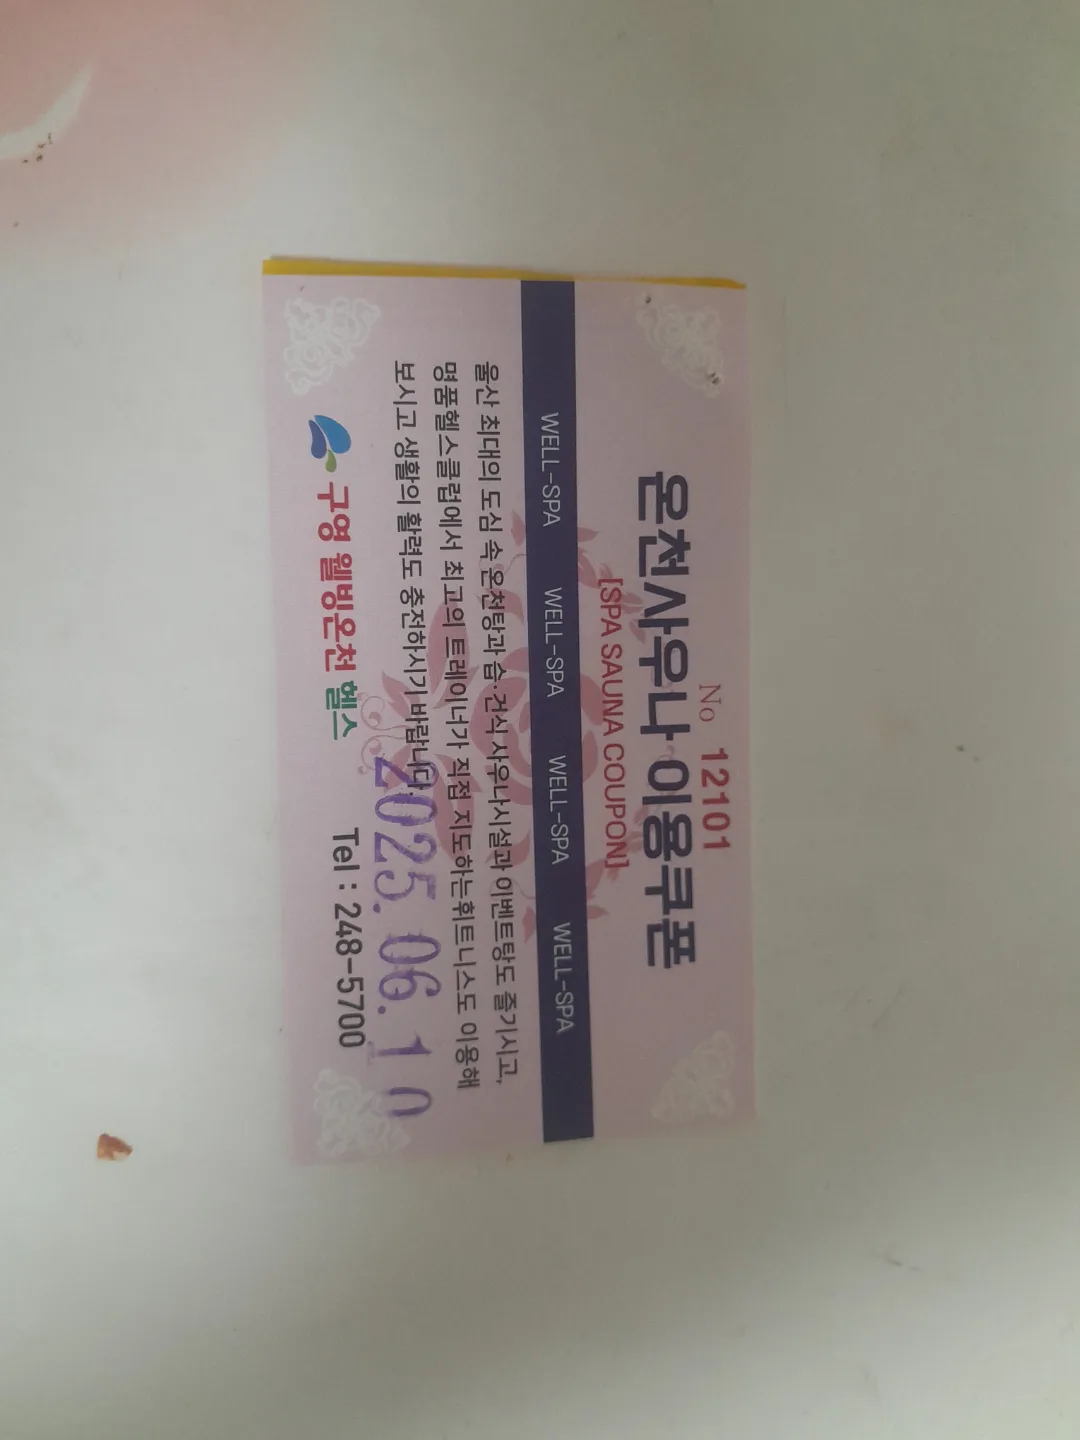 No 12101
온천사우나 이용쿠폰
[SPA SAUNA COUPON]
WELL-SPA WELL-SPA WELL-SPA WELL-SPA
울산 최대의 도심 속 온천탕과 습·건식 사우나시설과 이벤트탕도 즐기시고,
명품헬스클럽에서 최고의 트레이너가 직접 지도하는휘트니스도 이용해
보시고 생활의 활력도 충전하시기 바랍니다.
2025.06.10
구영 웰빙온천 헬스 Tel : 248-5700